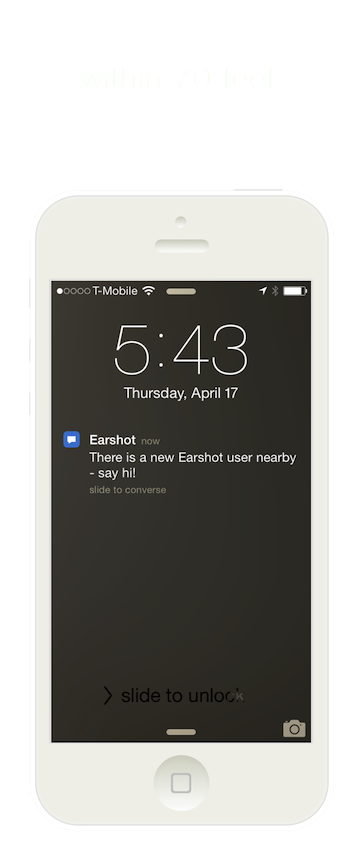 T-Mobile
5:43
Thursday, April 17
Earshot now
There is a new Earshot user nearby
- say hi!
slide to converse
slide to unlock